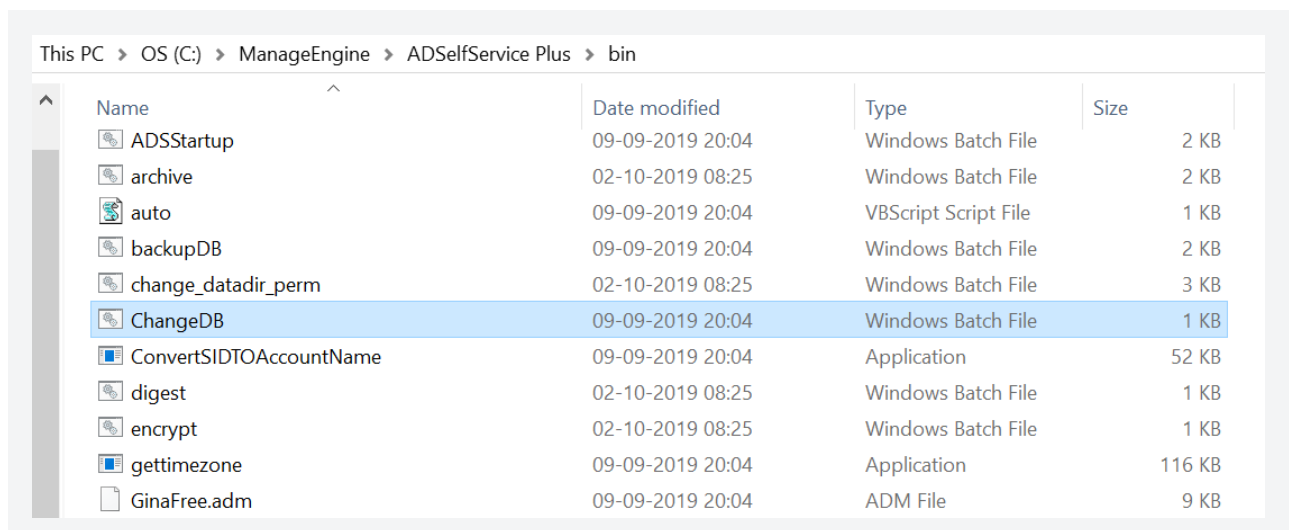 This PC > OS (C:) > ManageEngine > ADSelfService Plus > bin
Name Date modified Type Size
ADSStartup 09-09-2019 20:04 Windows Batch File 2 KB
archive 02-10-2019 08:25 Windows Batch File 2 KB
auto 09-09-2019 20:04 VBScript Script File 1 KB
backupDB 09-09-2019 20:04 Windows Batch File 2 KB
change_datadir_perm 02-10-2019 08:25 Windows Batch File 3 KB
ChangeDB 09-09-2019 20:04 Windows Batch File 1 KB
ConvertSIDTOAccountName 09-09-2019 20:04 Application 52 KB
digest 02-10-2019 08:25 Windows Batch File 1 KB
encrypt 02-10-2019 08:25 Windows Batch File 1 KB
gettimezone 09-09-2019 20:04 Application 116 KB
GinaFree.adm 09-09-2019 20:04 ADM File 9 KB